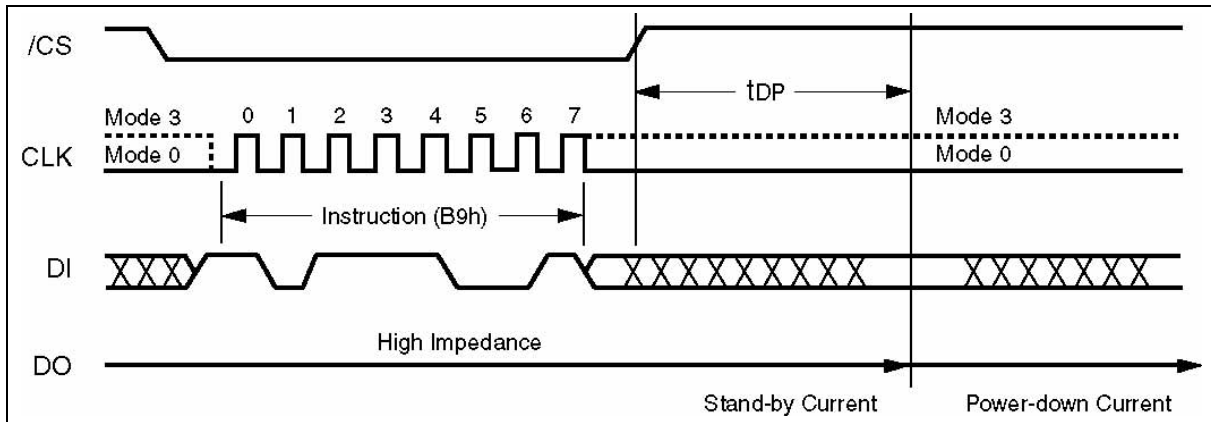 /CS
tDP
Mode 3 0 1 2 3 4 5 6 7 Mode 3
CLK Mode 0 Mode 0
Instruction (B9h)
DI
High Impedance
DO
Stand-by Current Power-down Current